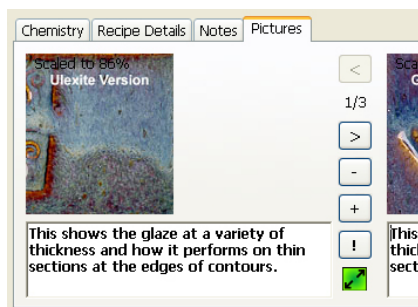 Chemistry Recipe Details Notes Pictures
Scaled to 86%
Ulexite Version
<
1/3
>
-
+
!
This shows the glaze at a variety of
thickness and how it performs on thin
sections at the edges of contours.
Sca
G
This
thic
sect